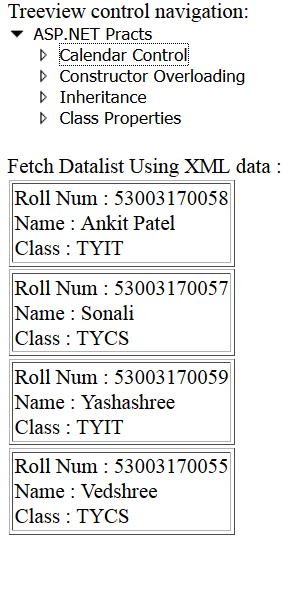 Treeview control navigation:
ASP.NET Practs
Calendar Control
Constructor Overloading
Inheritance
Class Properties
Fetch Datalist Using XML data :
Roll Num : 53003170058
Name : Ankit Patel
Class : TYIT
Roll Num : 53003170057
Name : Sonali
Class : TYCS
Roll Num : 53003170059
Name : Yashashree
Class : TYIT
Roll Num : 53003170055
Name : Vedshree
Class : TYCS